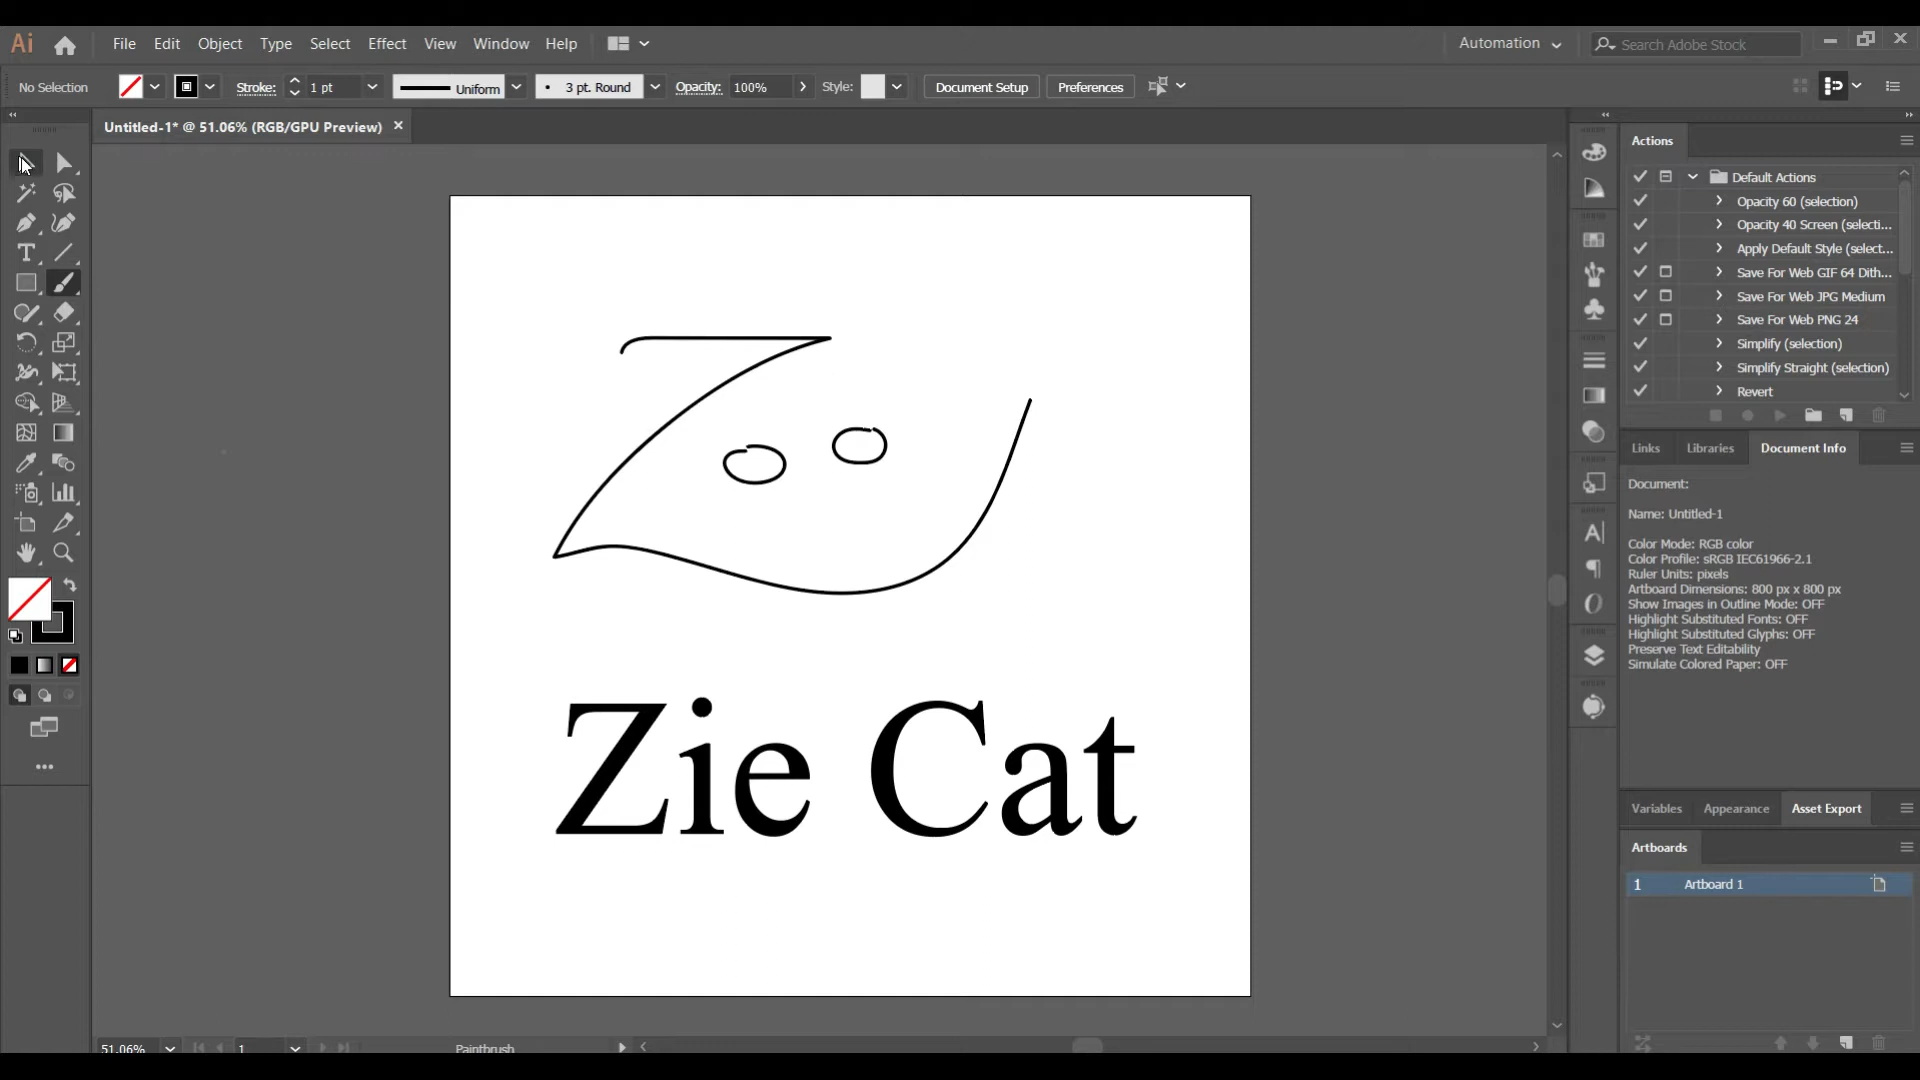 Ai File Edit Object Type Select Effect View Window Help Automation Search Adobe Stock
No Selection Stroke: 1 pt Uniform 3 pt. Round Opacity: 100% Style: Document Setup Preferences
Untitled-1* @ 51.06% (RGB/GPU Preview)
Zie Cat
51.06% 1 Paintbrush
Actions
Default Actions
Opacity 60 (selection)
Opacity 40 Screen (selecti...
Apply Default Style (select...
Save For Web GIF 64 Dith...
Save For Web JPG Medium
Save For Web PNG 24
Simplify (selection)
Simplify Straight (selection)
Revert
Links Libraries Document Info
Document:
Name: Untitled-1
Color Mode: RGB color
Color Profile: sRGB IEC61966-2.1
Ruler Units: pixels
Artboard Dimensions: 800 px x 800 px
Show Images in Outline Mode: OFF
Highlight Substituted Fonts: OFF
Highlight Substituted Glyphs: OFF
Preserve Text Editability
Simulate Colored Paper: OFF
Variables Appearance Asset Export
Artboards
1 Artboard 1